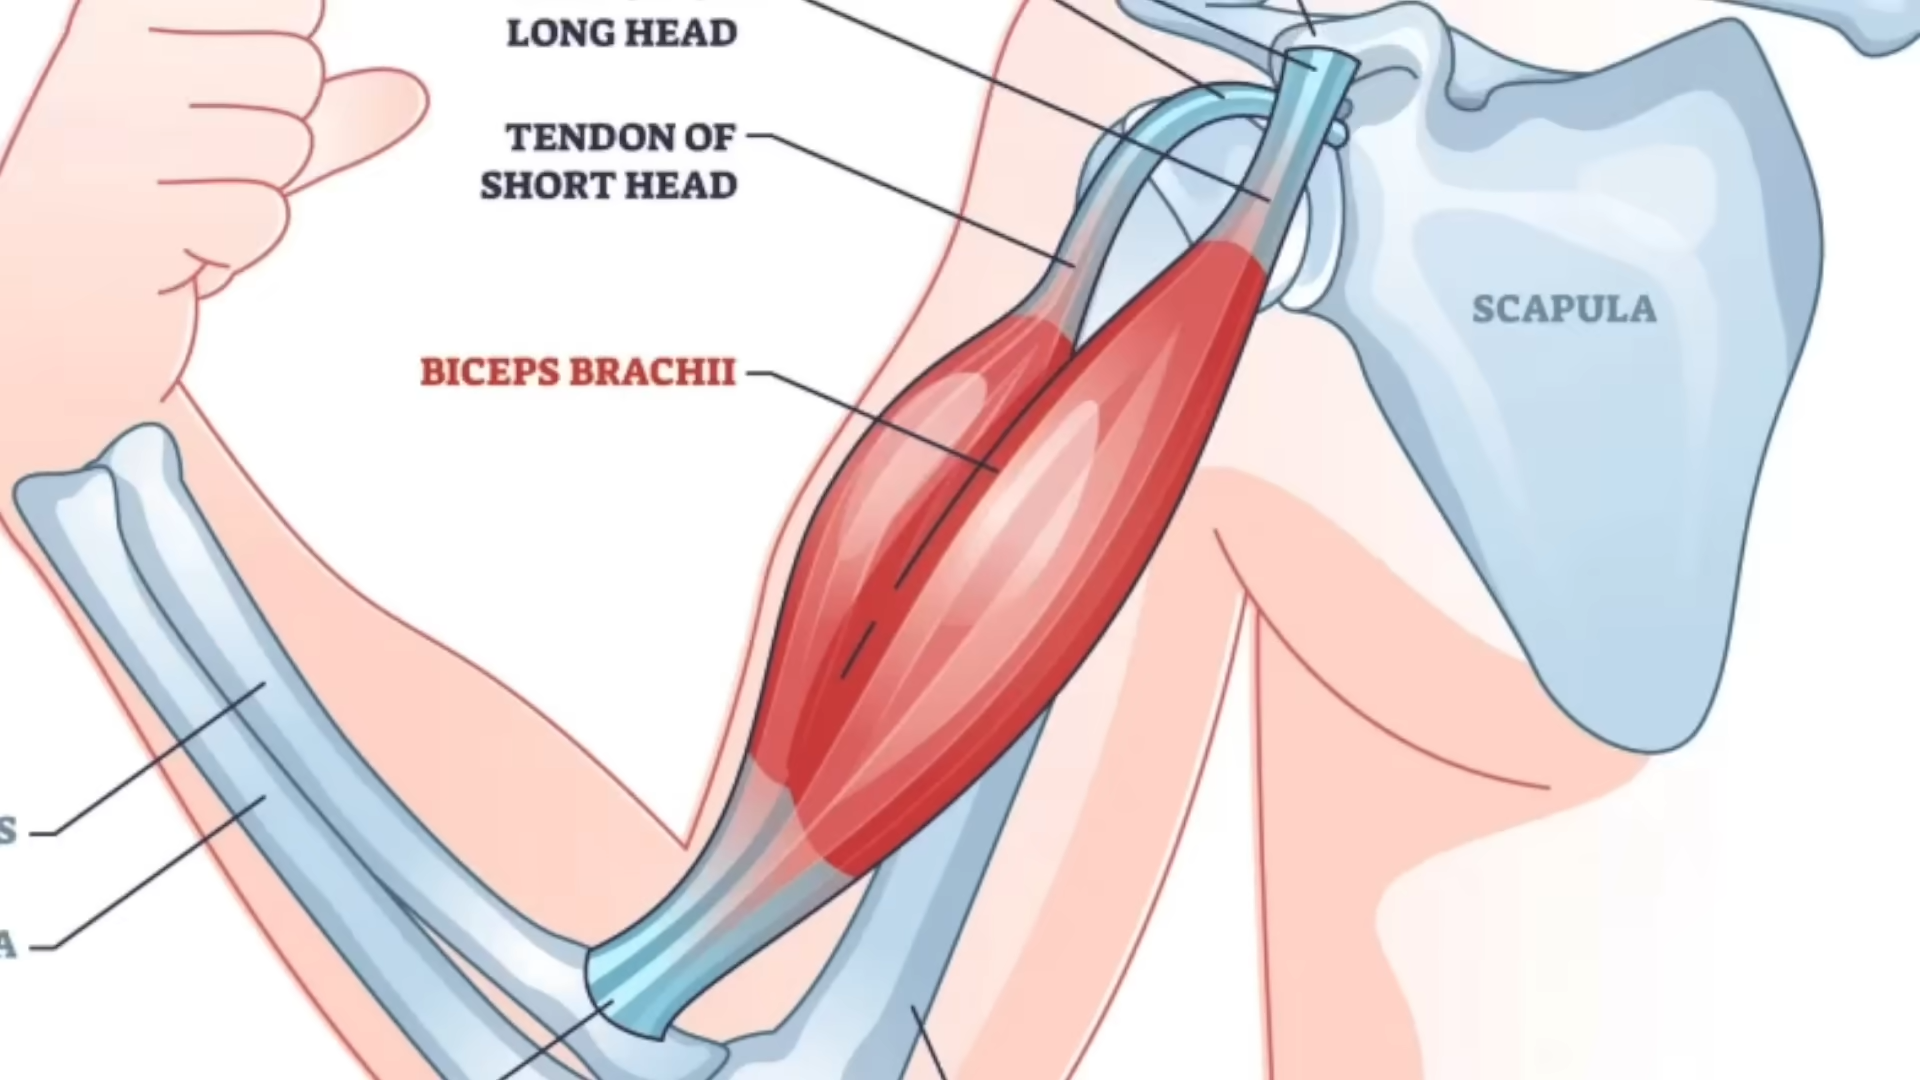 LONG HEAD
TENDON OF
SHORT HEAD
BICEPS BRACHII
SCAPULA
S
A